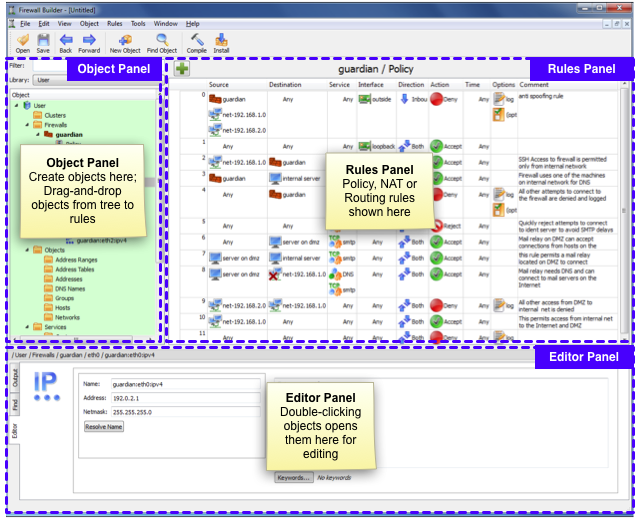 Firewall Builder - [Untitled]
File Edit View Object Rules Tools Window Help
Open Save Back Forward New Object Find Object Compile Install
Filter:
Object Panel
guardian / Policy
Rules Panel
Library: User
Source Destination Service Interface Direction Action Time Options Comment
Object
User
Clusters
Firewalls
guardian
Policy
Object Panel
Create objects here;
Drag-and-drop
objects from tree to
rules
guardian:eth2:ipv4
Objects
Address Ranges
Address Tables
Addresses
DNS Names
Groups
Hosts
Networks
Services
0 guardian Any Any outside Inbou Deny Any log anti spoofing rule
net-192.168.1.0
net-192.168.2.0
1 Any Any Any loopback Both Accept Any
2 net-192.168.1.0 guardian Accept SSH Access to firewall is permitted
only from internal network
3 internal server Accept Firewall uses one of the machines
on internal network for DNS
4 Any guardian Deny Any log All other attempts to connect to
the firewall are denied and logged
5 Any Reject Any Quickly reject attempts to connect
to ident server to avoid SMTP delays
6 Any server on dmz smtp Any Both Accept Any Mail relay on DMZ can accept
connections from hosts on the
7 server on dmz internal server smtp Any Both Accept Any this rule permits a mail relay
located on DMZ to connect
8 server on dmz net-192.168.1.0 DNS Any Both Accept Any Mail relay needs DNS and can
smtp connect to mail servers on the
Internet
9 net-192.168.2.0 net-192.168.1.0 Any Any Both Deny Any log All other access from DMZ to
internal net is denied
10 net-192.168.1.0 Any Any Any Both Accept Any This permits access from internal net
to the Internet and DMZ
11 Any Any Any Any Both Deny Any log
Rules Panel
Policy, NAT or
Routing rules
shown here
/ User / Firewalls / guardian / eth0 / guardian:eth0:ipv4
Editor Panel
Output
Find
Editor
IP
Name: guardian:eth0:ipv4
Address: 192.0.2.1
Netmask: 255.255.255.0
Resolve Name
Editor Panel
Double-clicking
objects opens
them here for
editing
Keywords... No keywords